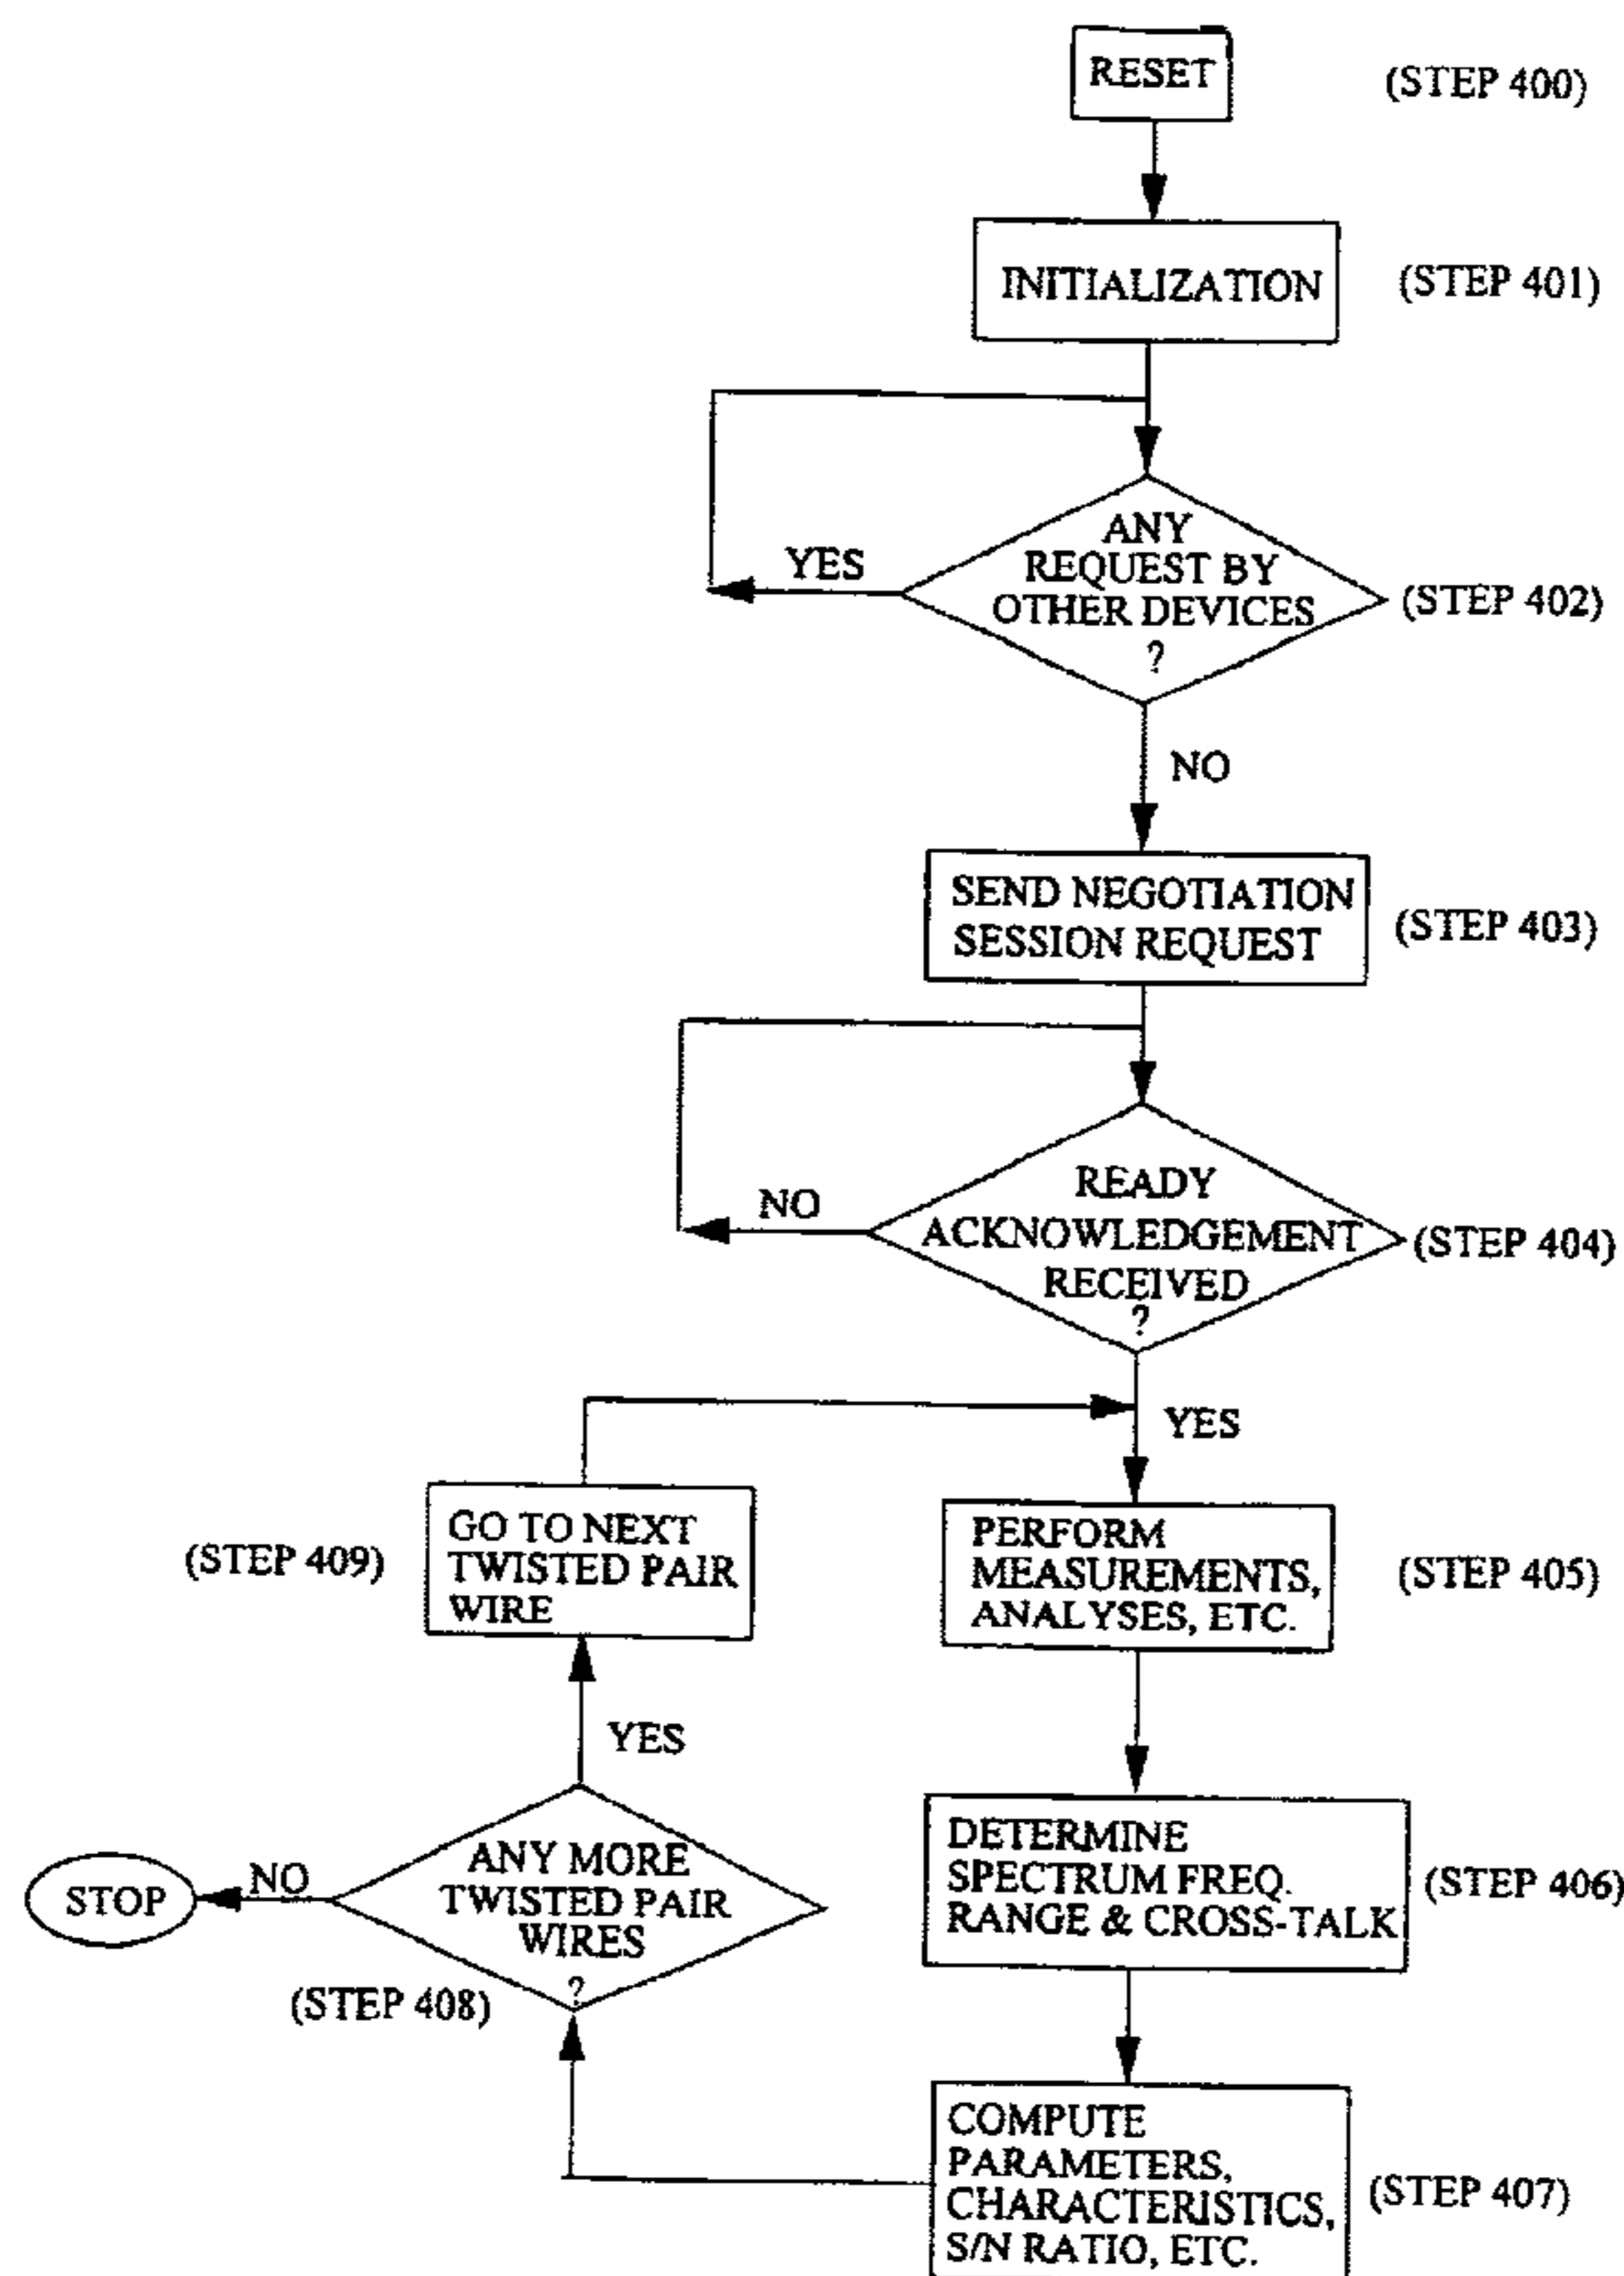 RESET
(STEP 400)
INITIALIZATION
(STEP 401)
ANY
REQUEST BY
OTHER DEVICES
?
YES
(STEP 402)
NO
SEND NEGOTIATION
SESSION REQUEST
(STEP 403)
READY
ACKNOWLEDGEMENT
RECEIVED
?
NO
(STEP 404)
YES
GO TO NEXT
TWISTED PAIR
WIRE
(STEP 409)
PERFORM
MEASUREMENTS,
ANALYSES, ETC.
(STEP 405)
YES
DETERMINE
SPECTRUM FREQ.
RANGE & CROSS-TALK
(STEP 406)
ANY MORE
TWISTED PAIR
WIRES
?
NO
STOP
(STEP 408)
COMPUTE
PARAMETERS,
CHARACTERISTICS,
S/N RATIO, ETC.
(STEP 407)